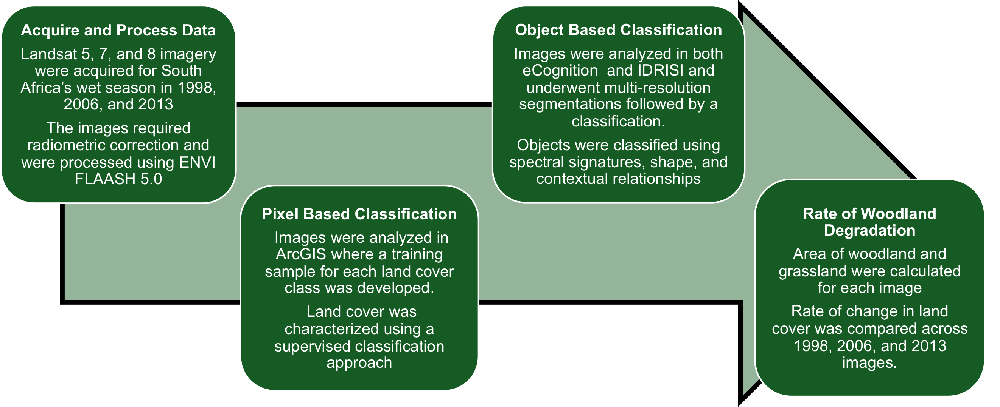 Acquire and Process Data
Landsat 5, 7, and 8 imagery
were acquired for South
Africa’s wet season in 1998,
2006, and 2013
The images required
radiometric correction and
were processed using ENVI
FLAASH 5.0
Pixel Based Classification
Images were analyzed in
ArcGIS where a training
sample for each land cover
class was developed.
Land cover was
characterized using a
supervised classification
approach
Object Based Classification
Images were analyzed in both
eCognition  and IDRISI and
underwent multi-resolution
segmentations followed by a
classification.
Objects were classified using
spectral signatures, shape, and
contextual relationships
Rate of Woodland
Degradation
Area of woodland and
grassland were calculated
for each image
Rate of change in land
cover was compared across
1998, 2006, and 2013
images.